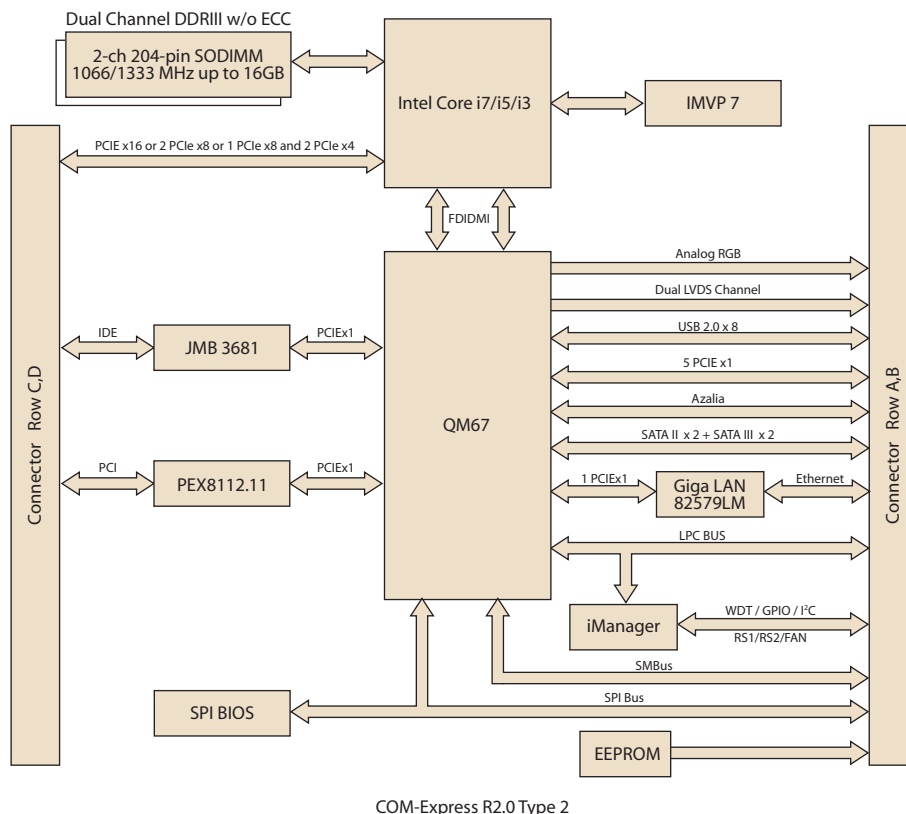 Dual Channel DDRIII w/o ECC
2-ch 204-pin SODIMM
1066/1333 MHz up to 16GB
Intel Core i7/i5/i3
IMVP 7
PCIE x16 or 2 PCIe x8 or 1 PCIe x8 and 2 PCIe x4
FDIDMI
Connector Row C,D
Connector Row A,B
QM67
Analog RGB
Dual LVDS Channel
USB 2.0 x 8
5 PCIE x1
Azalia
SATA II x 2 + SATA III x 2
IDE
JMB 3681
PCIEx1
PCI
PEX8112.11
PCIEx1
1 PCIEx1
Giga LAN
82579LM
Ethernet
LPC BUS
iManager
WDT / GPIO / I²C
RS1/RS2/FAN
SMBus
SPI BIOS
SPI Bus
EEPROM
COM-Express R2.0 Type 2